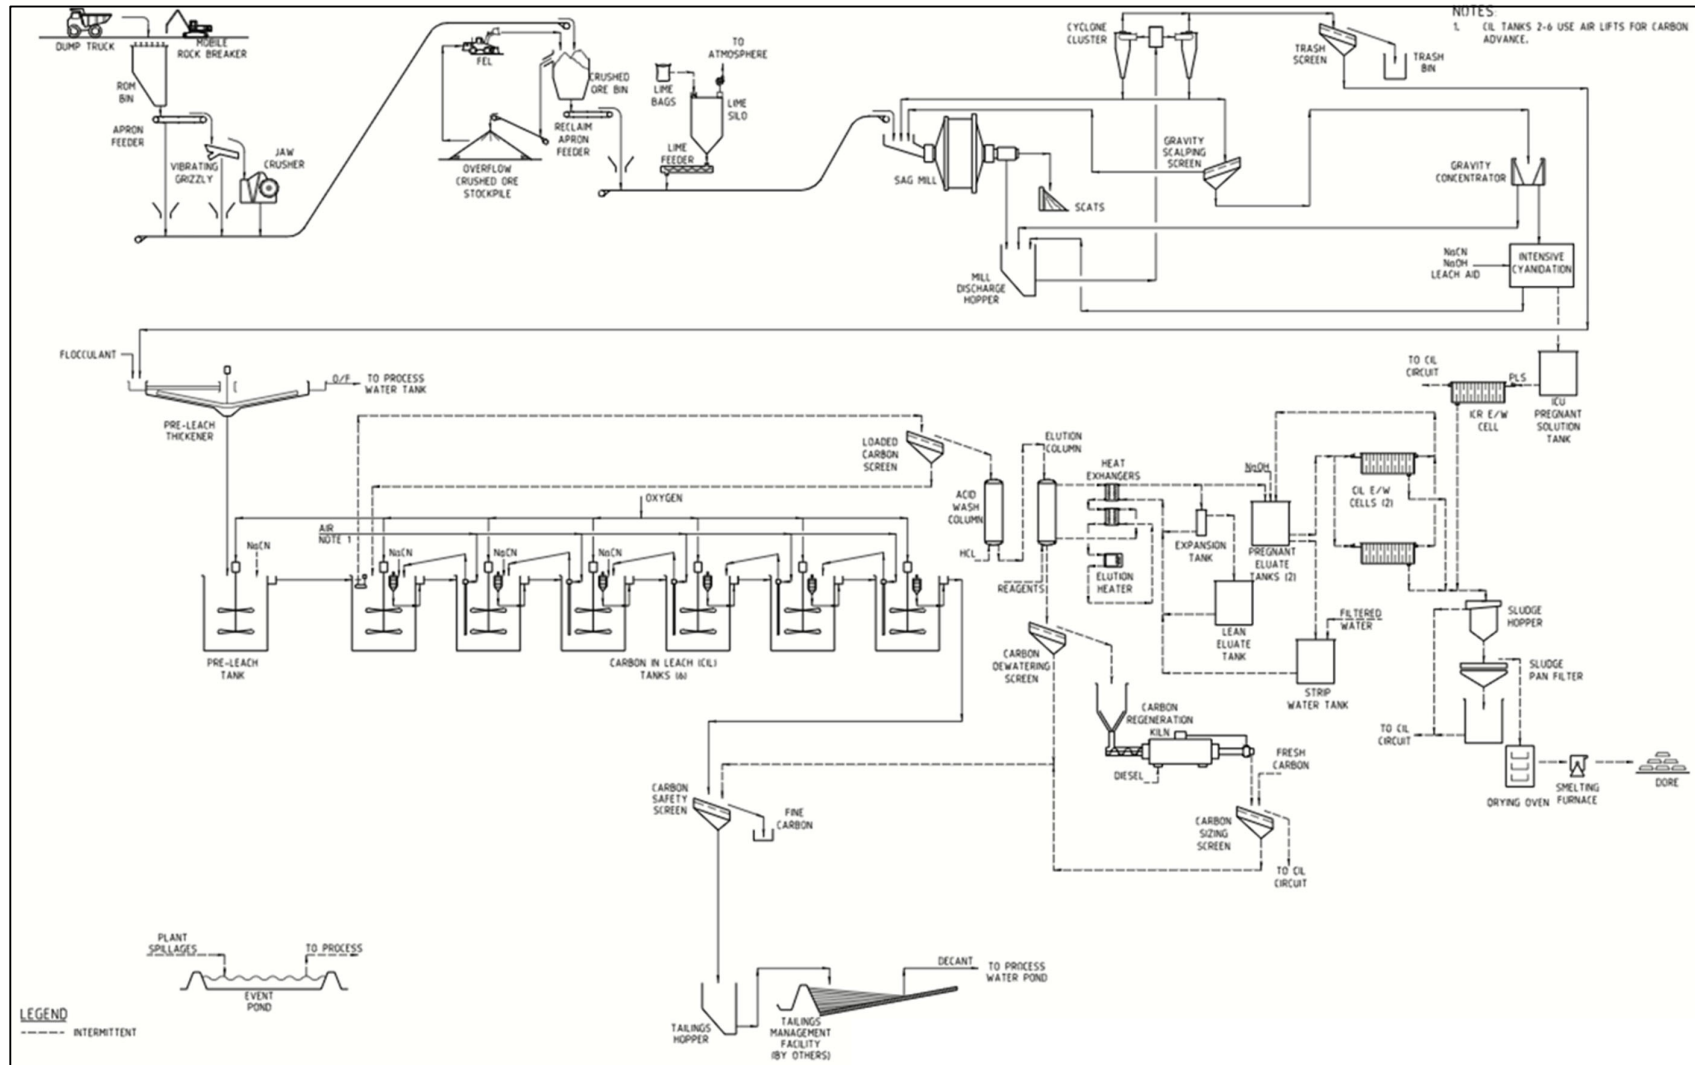 NOTES:
1. CIL TANKS 2-6 USE AIR LIFTS FOR CARBON
ADVANCE.
DUMP TRUCK
MOBILE
ROCK BREAKER
ROM
BIN
APRON
FEEDER
VIBRATING
GRIZZLY
JAW
CRUSHER
FEL
CRUSHED
ORE BIN
RECLAIM
APRON
FEEDER
OVERFLOW
CRUSHED ORE
STOCKPILE
TO
ATMOSPHERE
LIME
BAGS
LIME
SILO
LIME
FEEDER
CYCLONE
CLUSTER
TRASH
SCREEN
TRASH
BIN
SAG MILL
SCATS
GRAVITY
SCALPING
SCREEN
GRAVITY
CONCENTRATOR
MILL
DISCHARGE
HOPPER
NaCN
NaOH
LEACH AID
INTENSIVE
CYANIDATION
FLOCCULANT
O/F
TO PROCESS
WATER TANK
PRE-LEACH
THICKENER
TO CIL
CIRCUIT
PLS
ICR E/W
CELL
ICU
PREGNANT
SOLUTION
TANK
LOADED
CARBON
SCREEN
ELUTION
COLUMN
ACID
WASH
COLUMN
HCL
REAGENTS
HEAT
EXHANGERS
ELUTION
HEATER
EXPANSION
TANK
LEAN
ELUATE
TANK
NaOH
PREGNANT
ELUATE
TANKS (2)
CIL E/W
CELLS (2)
FILTERED
WATER
STRIP
WATER TANK
SLUDGE
HOPPER
SLUDGE
PAN FILTER
TO CIL
CIRCUIT
DRYING OVEN
SMELTING
FURNACE
DORE
OXYGEN
AIR
NOTE 1
NaCN
NaCN
NaCN
NaCN
PRE-LEACH
TANK
CARBON IN LEACH (CIL)
TANKS (6)
CARBON
DEWATERING
SCREEN
CARBON
REGENERATION
KILN
DIESEL
FRESH
CARBON
CARBON
SIZING
SCREEN
TO CIL
CIRCUIT
CARBON
SAFETY
SCREEN
FINE
CARBON
PLANT
SPILLAGES
TO PROCESS
EVENT
POND
TAILINGS
HOPPER
TAILINGS
MANAGEMENT
FACILITY
(BY OTHERS)
DECANT
TO PROCESS
WATER POND
LEGEND
INTERMITTENT